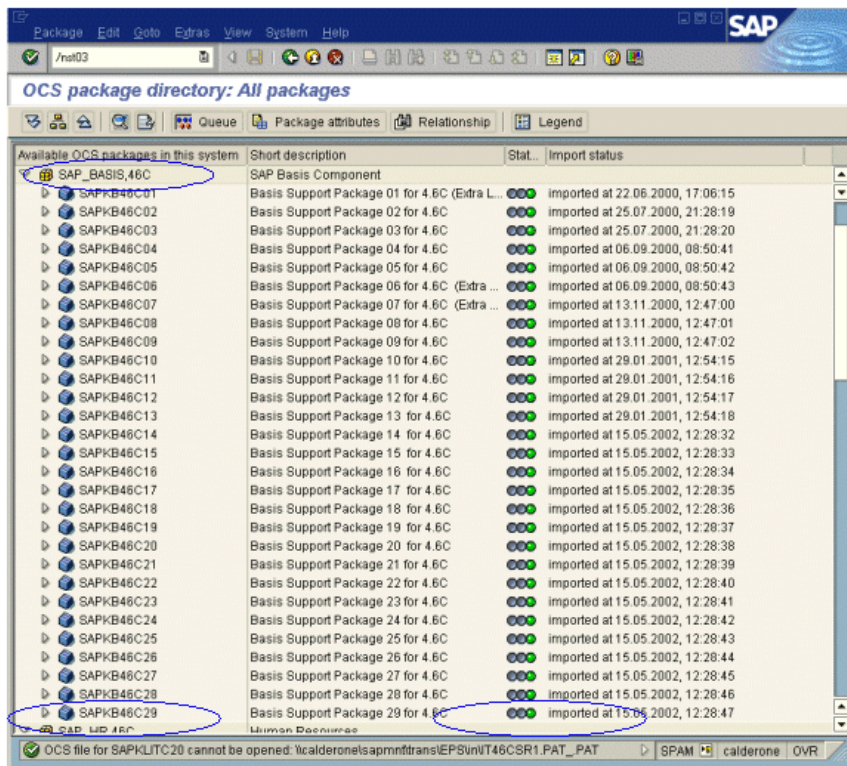 Package Edit Goto Extras View System Help
SAP
/nst03
OCS package directory: All packages
Queue Package attributes Relationship Legend
Available OCS packages in this system Short description Stat... Import status
SAP_BASIS,46C SAP Basis Component
SAPKB46C01 Basis Support Package 01 for 4.6C (Extra L... imported at 22.06.2000, 17:06:15
SAPKB46C02 Basis Support Package 02 for 4.6C imported at 25.07.2000, 21:28:19
SAPKB46C03 Basis Support Package 03 for 4.6C imported at 25.07.2000, 21:28:20
SAPKB46C04 Basis Support Package 04 for 4.6C imported at 06.09.2000, 08:50:41
SAPKB46C05 Basis Support Package 05 for 4.6C imported at 06.09.2000, 08:50:42
SAPKB46C06 Basis Support Package 06 for 4.6C (Extra ... imported at 06.09.2000, 08:50:43
SAPKB46C07 Basis Support Package 07 for 4.6C (Extra ... imported at 13.11.2000, 12:47:00
SAPKB46C08 Basis Support Package 08 for 4.6C imported at 13.11.2000, 12:47:01
SAPKB46C09 Basis Support Package 09 for 4.6C imported at 13.11.2000, 12:47:02
SAPKB46C10 Basis Support Package 10 for 4.6C imported at 29.01.2001, 12:54:15
SAPKB46C11 Basis Support Package 11 for 4.6C imported at 29.01.2001, 12:54:16
SAPKB46C12 Basis Support Package 12 for 4.6C imported at 29.01.2001, 12:54:17
SAPKB46C13 Basis Support Package 13 for 4.6C imported at 29.01.2001, 12:54:18
SAPKB46C14 Basis Support Package 14 for 4.6C imported at 15.05.2002, 12:28:32
SAPKB46C15 Basis Support Package 15 for 4.6C imported at 15.05.2002, 12:28:33
SAPKB46C16 Basis Support Package 16 for 4.6C imported at 15.05.2002, 12:28:34
SAPKB46C17 Basis Support Package 17 for 4.6C imported at 15.05.2002, 12:28:35
SAPKB46C18 Basis Support Package 18 for 4.6C imported at 15.05.2002, 12:28:36
SAPKB46C19 Basis Support Package 19 for 4.6C imported at 15.05.2002, 12:28:37
SAPKB46C20 Basis Support Package 20 for 4.6C imported at 15.05.2002, 12:28:38
SAPKB46C21 Basis Support Package 21 for 4.6C imported at 15.05.2002, 12:28:39
SAPKB46C22 Basis Support Package 22 for 4.6C imported at 15.05.2002, 12:28:40
SAPKB46C23 Basis Support Package 23 for 4.6C imported at 15.05.2002, 12:28:41
SAPKB46C24 Basis Support Package 24 for 4.6C imported at 15.05.2002, 12:28:42
SAPKB46C25 Basis Support Package 25 for 4.6C imported at 15.05.2002, 12:28:43
SAPKB46C26 Basis Support Package 26 for 4.6C imported at 15.05.2002, 12:28:44
SAPKB46C27 Basis Support Package 27 for 4.6C imported at 15.05.2002, 12:28:45
SAPKB46C28 Basis Support Package 28 for 4.6C imported at 15.05.2002, 12:28:46
SAPKB46C29 Basis Support Package 29 for 4.6C imported at 15.05.2002, 12:28:47
SAP_HR,46C Human Resources
OCS file for SAPKLITC20 cannot be opened: \\calderone\sapmnt\trans\EPS\in\IT46CSR1.PAT_.PAT SPAM calderone OVR